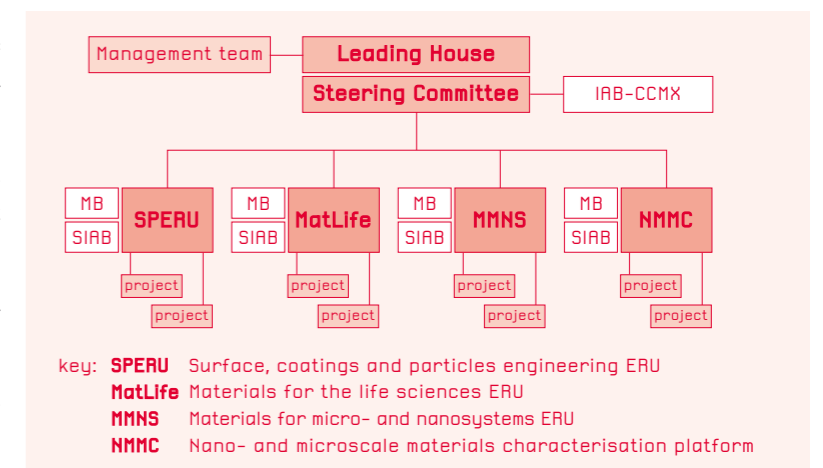 Management team
Leading House
Steering Committee
IAB-CCMX
MB
SIAB
SPERU
MB
SIAB
MatLife
MB
SIAB
MMNS
MB
SIAB
NMMC
project
project
project
project
project
project
project
project
key: SPERU Surface, coatings and particles engineering ERU
MatLife Materials for the life sciences ERU
MMNS Materials for micro- and nanosystems ERU
NMMC Nano- and microscale materials characterisation platform